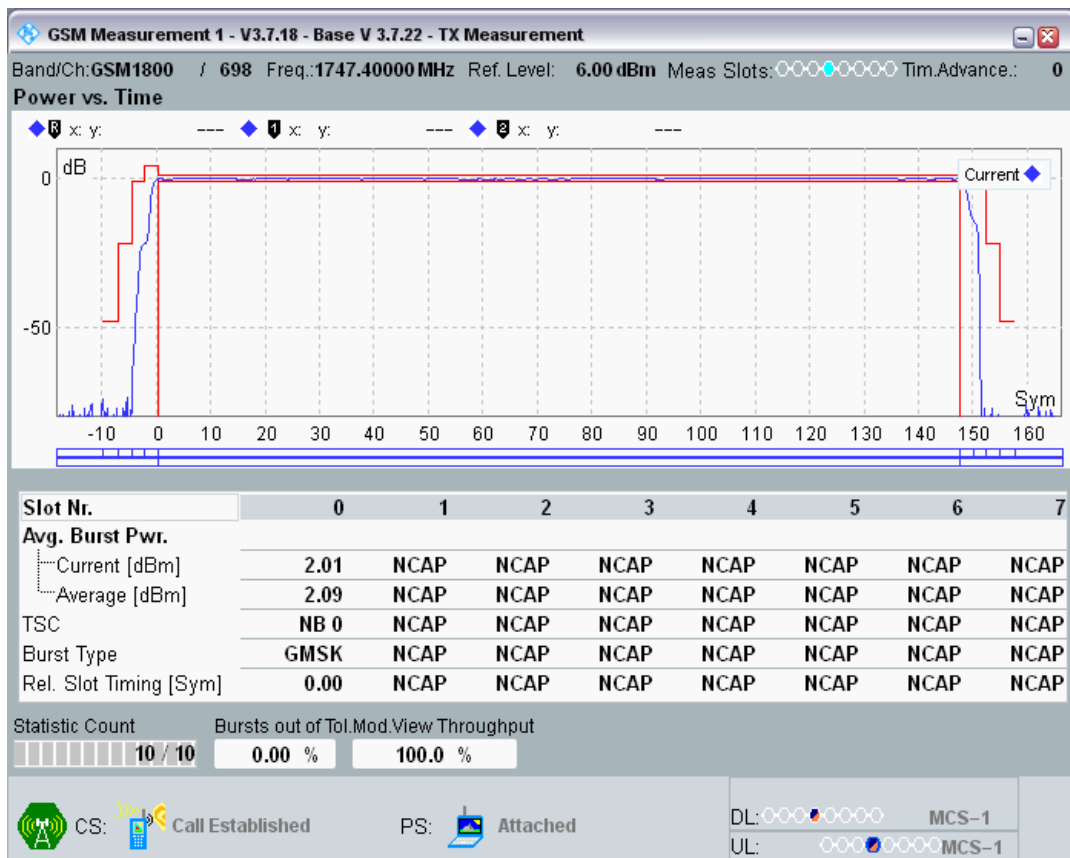 GSM Measurement 1 - V3.7.18 - Base V 3.7.22 - TX Measurement
Band/Ch:GSM1800 / 698 Freq.:1747.40000 MHz Ref. Level: 6.00 dBm Meas Slots: Tim.Advance.: 0
Power vs. Time
R x: y: --- 1 x: y: --- 2 x: y: ---
dB
0
Current
-50
Sym
-10 0 10 20 30 40 50 60 70 80 90 100 110 120 130 140 150 160
Slot Nr. 0 1 2 3 4 5 6 7
Avg. Burst Pwr.
Current [dBm] 2.01 NCAP NCAP NCAP NCAP NCAP NCAP NCAP
Average [dBm] 2.09 NCAP NCAP NCAP NCAP NCAP NCAP NCAP
TSC NB 0 NCAP NCAP NCAP NCAP NCAP NCAP NCAP
Burst Type GMSK NCAP NCAP NCAP NCAP NCAP NCAP NCAP
Rel. Slot Timing [Sym] 0.00 NCAP NCAP NCAP NCAP NCAP NCAP NCAP
Statistic Count Bursts out of Tol.Mod.View Throughput
10 / 10 0.00 % 100.0 %
CS: Call Established PS: Attached
DL: MCS-1
UL: MCS-1